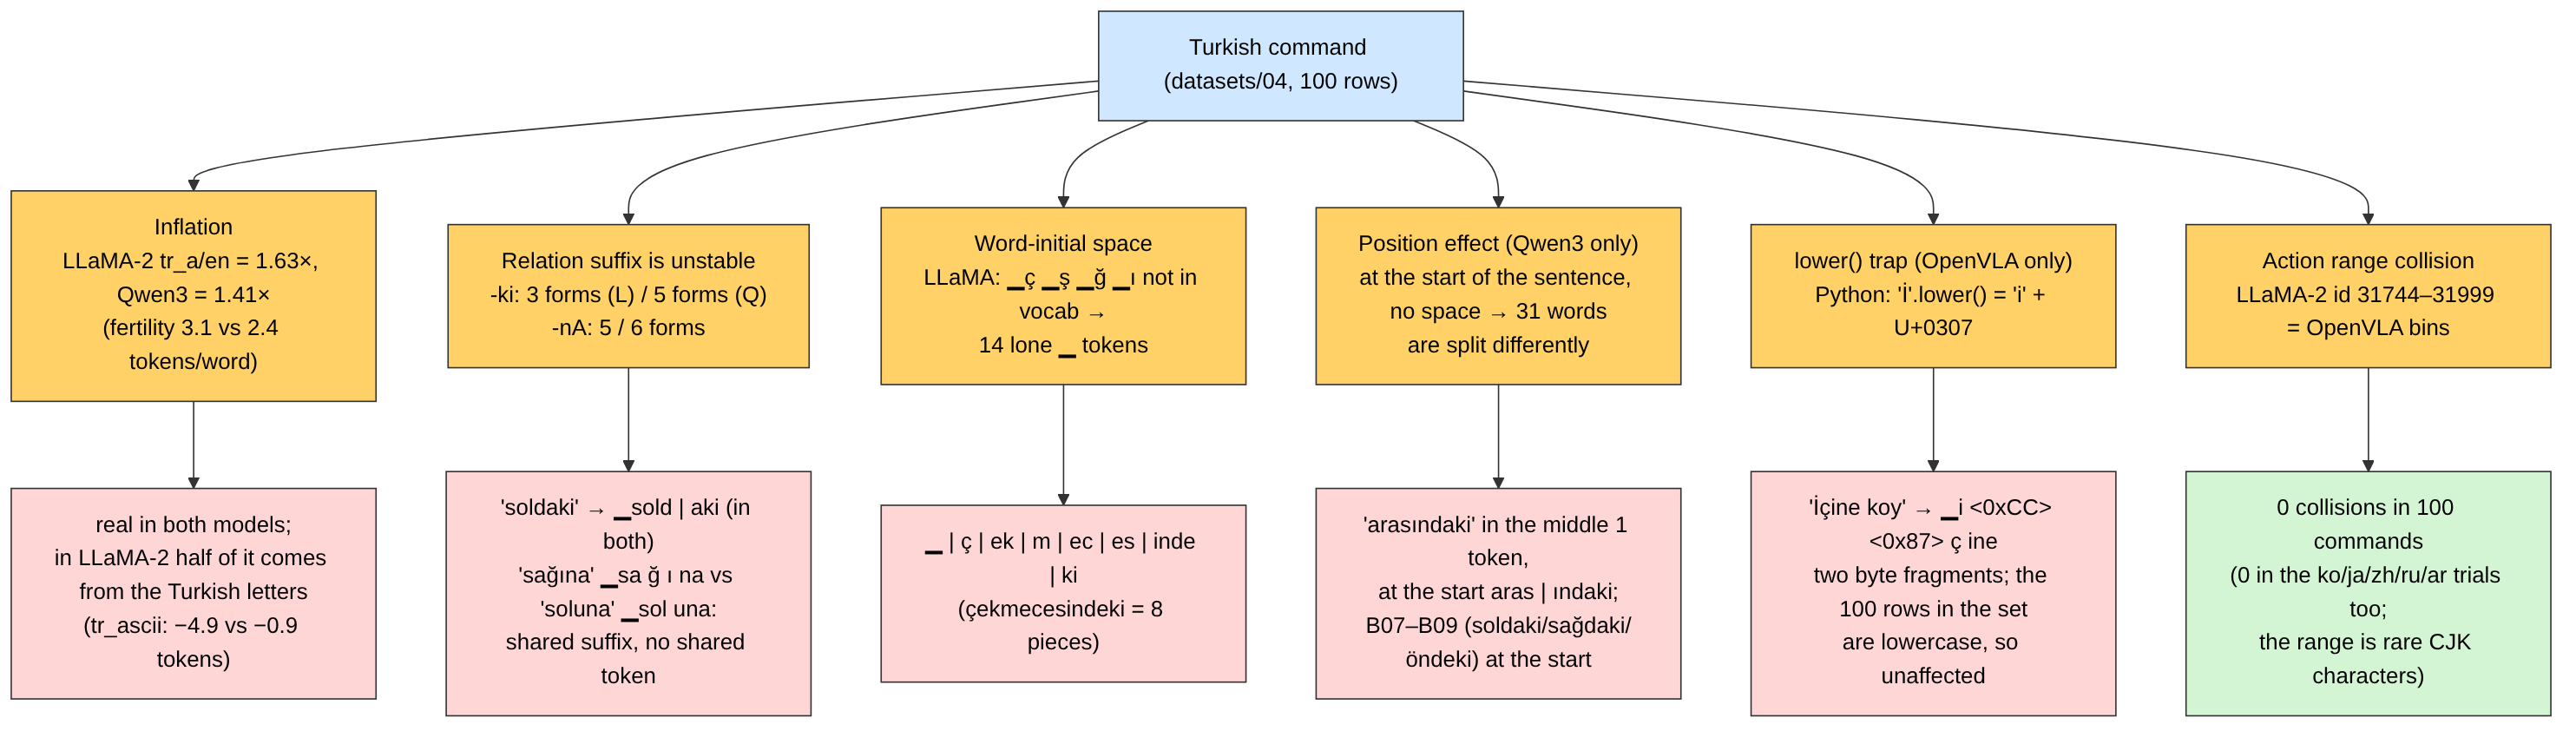 Turkish command
(datasets/04, 100 rows)
Inflation
LLaMA-2 tr_a/en = 1.63×,
Qwen3 = 1.41×
(fertility 3.1 vs 2.4
tokens/word)
Relation suffix is unstable
-ki: 3 forms (L) / 5 forms (Q)
-nA: 5 / 6 forms
Word-initial space
LLaMA: ▁ç ▁ş ▁ğ ▁ı not in
vocab →
14 lone ▁ tokens
Position effect (Qwen3 only)
at the start of the sentence,
no space → 31 words
are split differently
lower() trap (OpenVLA only)
Python: 'İ'.lower() = 'i' +
U+0307
Action range collision
LLaMA-2 id 31744–31999
= OpenVLA bins
real in both models;
in LLaMA-2 half of it comes
from the Turkish letters
(tr_ascii: −4.9 vs −0.9
tokens)
'soldaki' → ▁sold | aki (in
both)
'sağına' ▁sa ğ ı na vs
'soluna' ▁sol una:
shared suffix, no shared
token
▁ | ç | ek | m | ec | es | inde
| ki
(çekmecesindeki = 8
pieces)
'arasındaki' in the middle 1
token,
at the start aras | ındaki;
B07–B09 (soldaki/sağdaki/
öndeki) at the start
'İçine koy' → ▁i <0xCC>
<0x87> ç ine
two byte fragments; the
100 rows in the set
are lowercase, so
unaffected
0 collisions in 100
commands
(0 in the ko/ja/zh/ru/ar trials
too;
the range is rare CJK
characters)